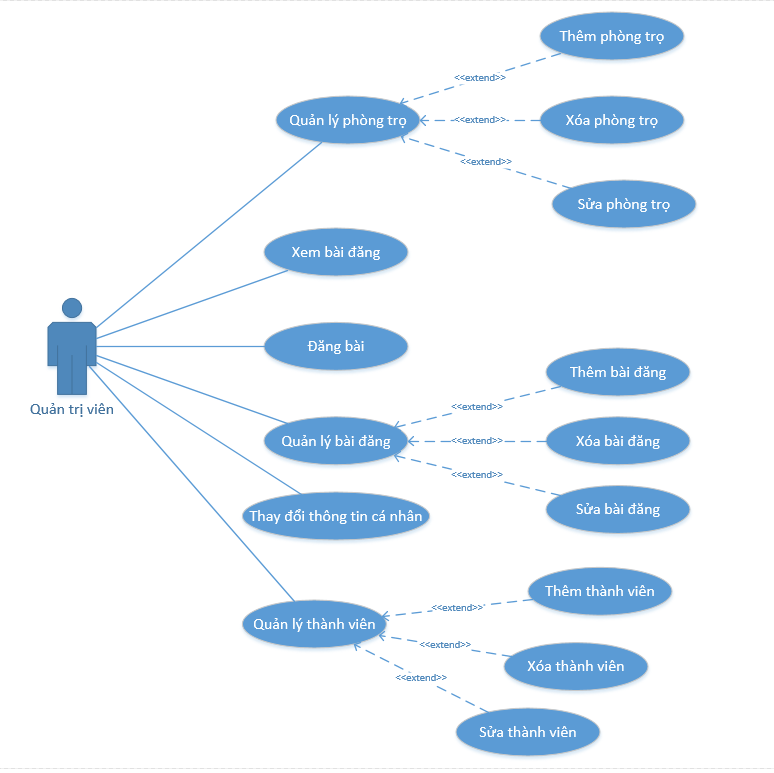 Thêm phòng trọ
<<extend>>
Quản lý phòng trọ
<<extend>>
Xóa phòng trọ
<<extend>>
Sửa phòng trọ
Xem bài đăng
Đăng bài
Thêm bài đăng
<<extend>>
Quản trị viên
Quản lý bài đăng
<<extend>>
Xóa bài đăng
<<extend>>
Sửa bài đăng
Thay đổi thông tin cá nhân
Thêm thành viên
<<extend>>
Quản lý thành viên
<<extend>>
Xóa thành viên
<<extend>>
Sửa thành viên